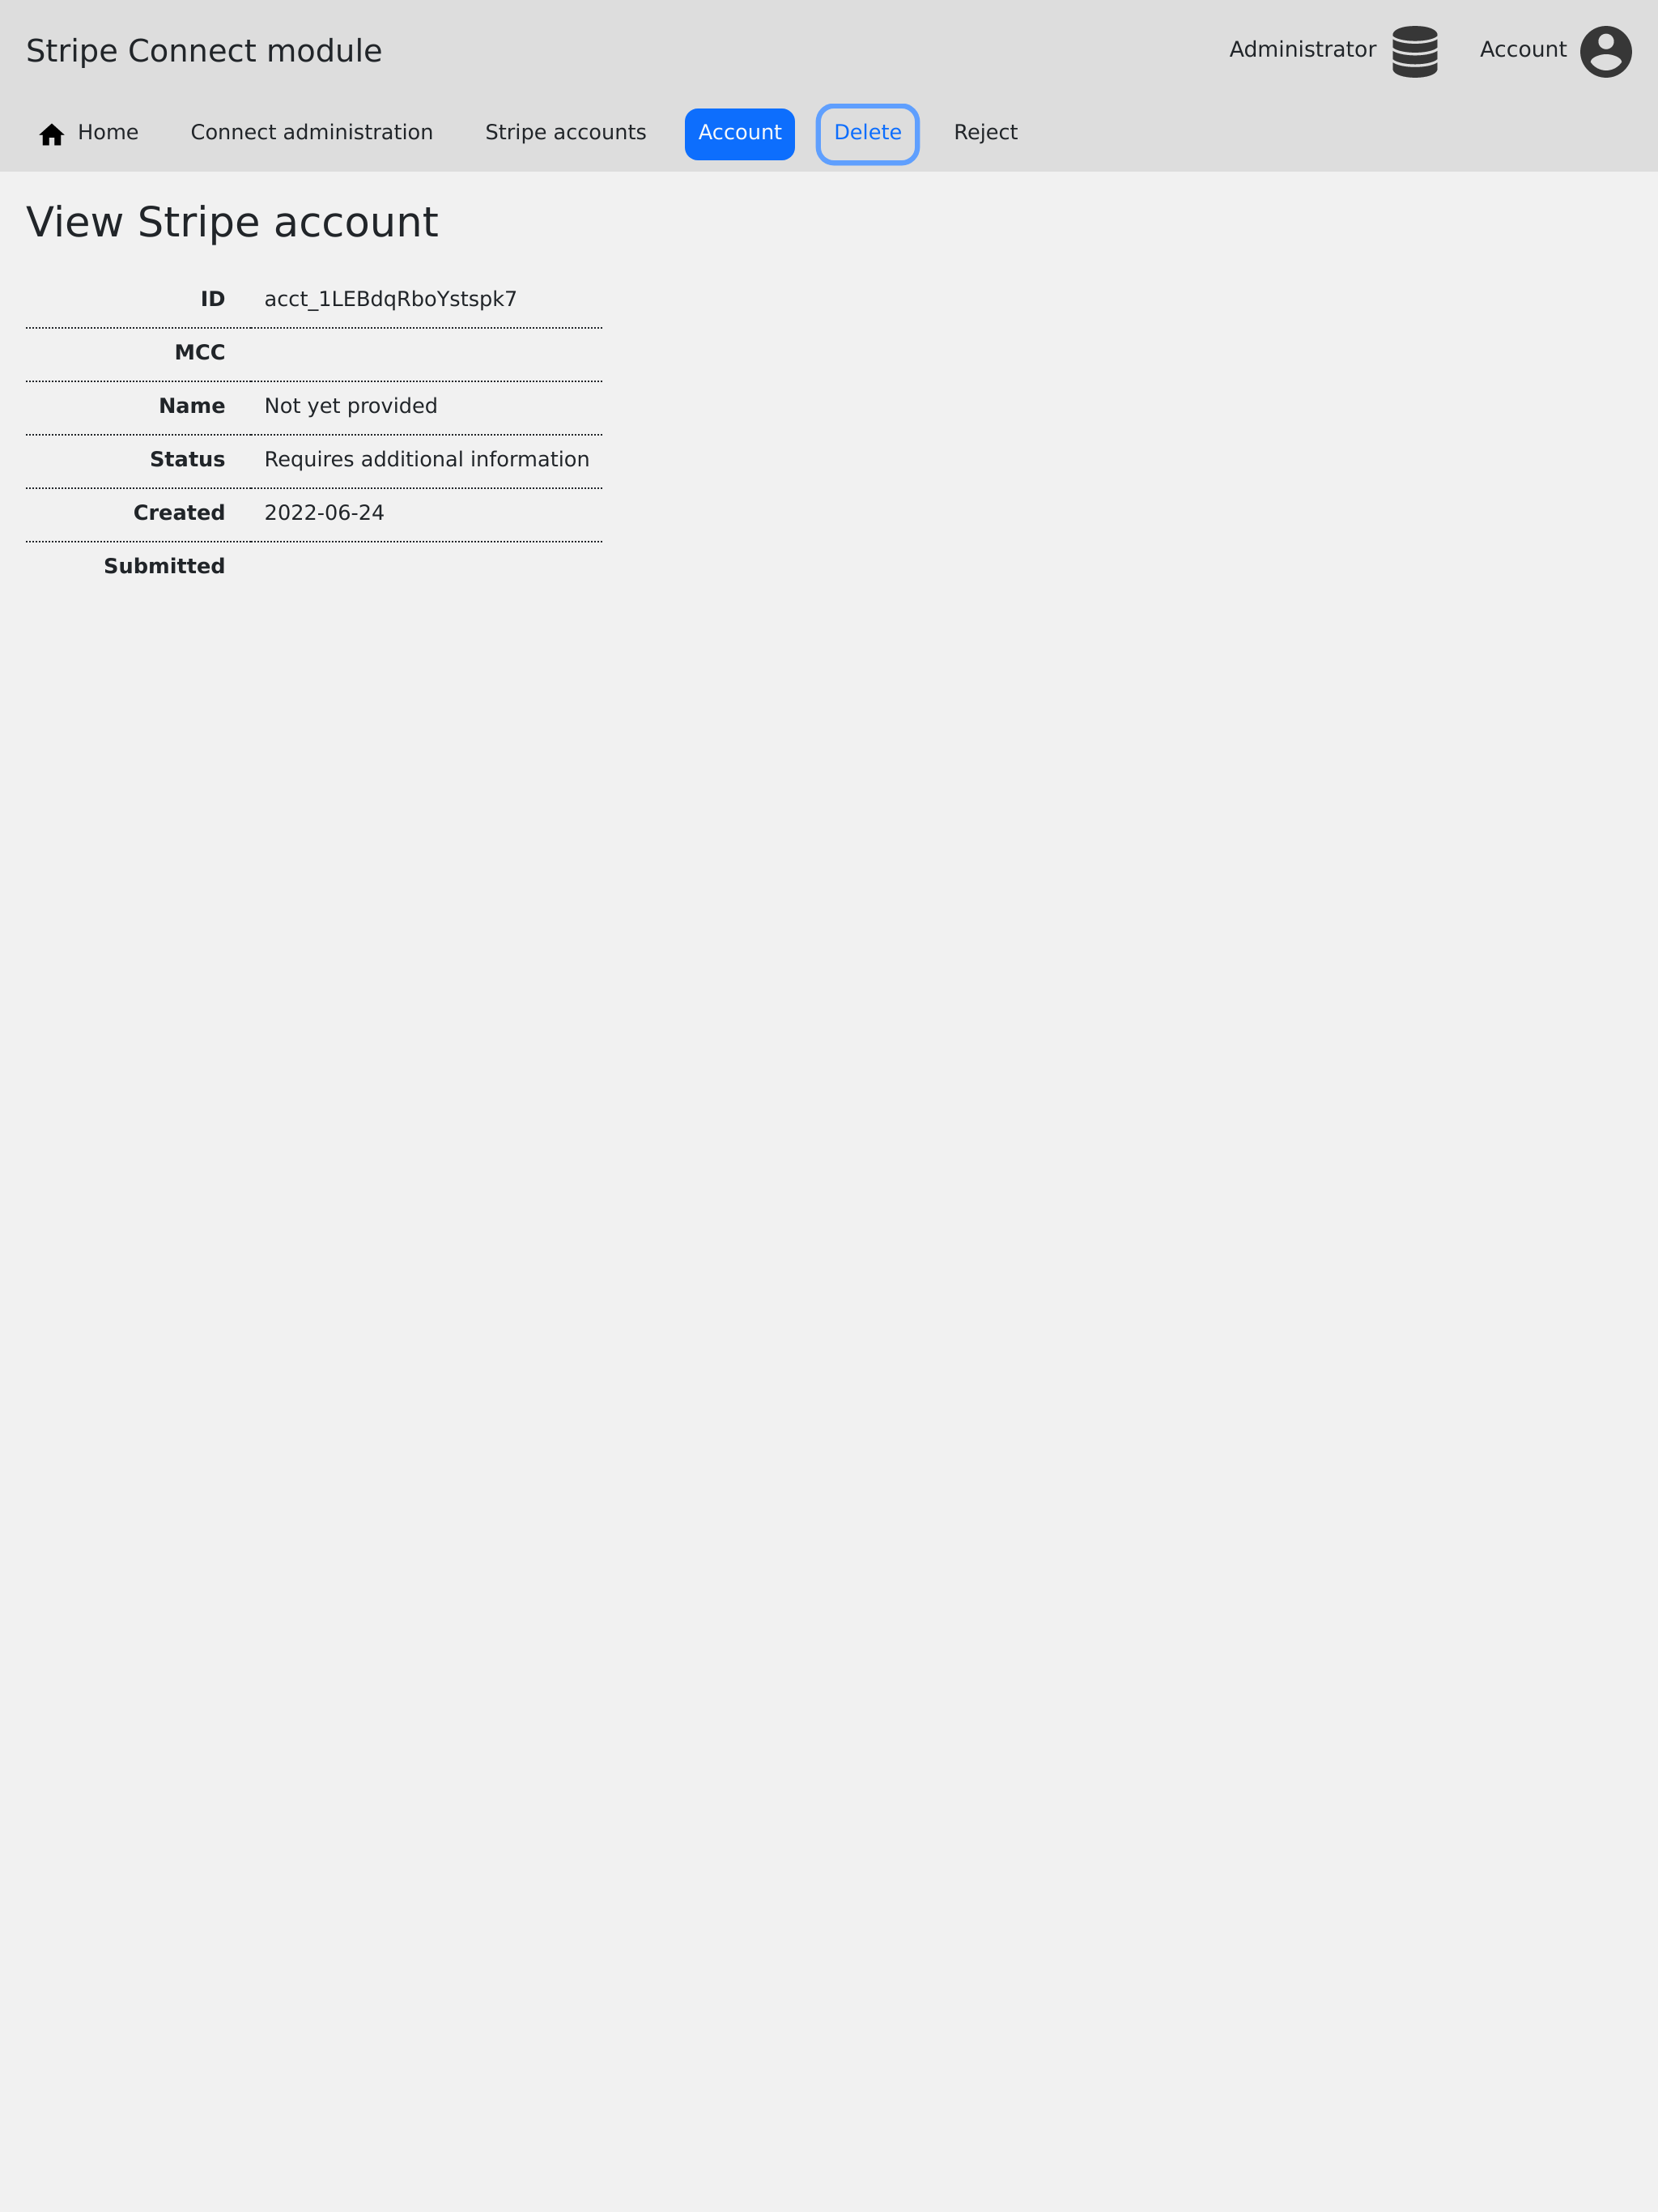 Stripe Connect module Administrator Account
Home Connect administration Stripe accounts Account Delete Reject
View Stripe account
ID acct_1LEBdqRboYstspk7
MCC
Name Not yet provided
Status Requires additional information
Created 2022-06-24
Submitted